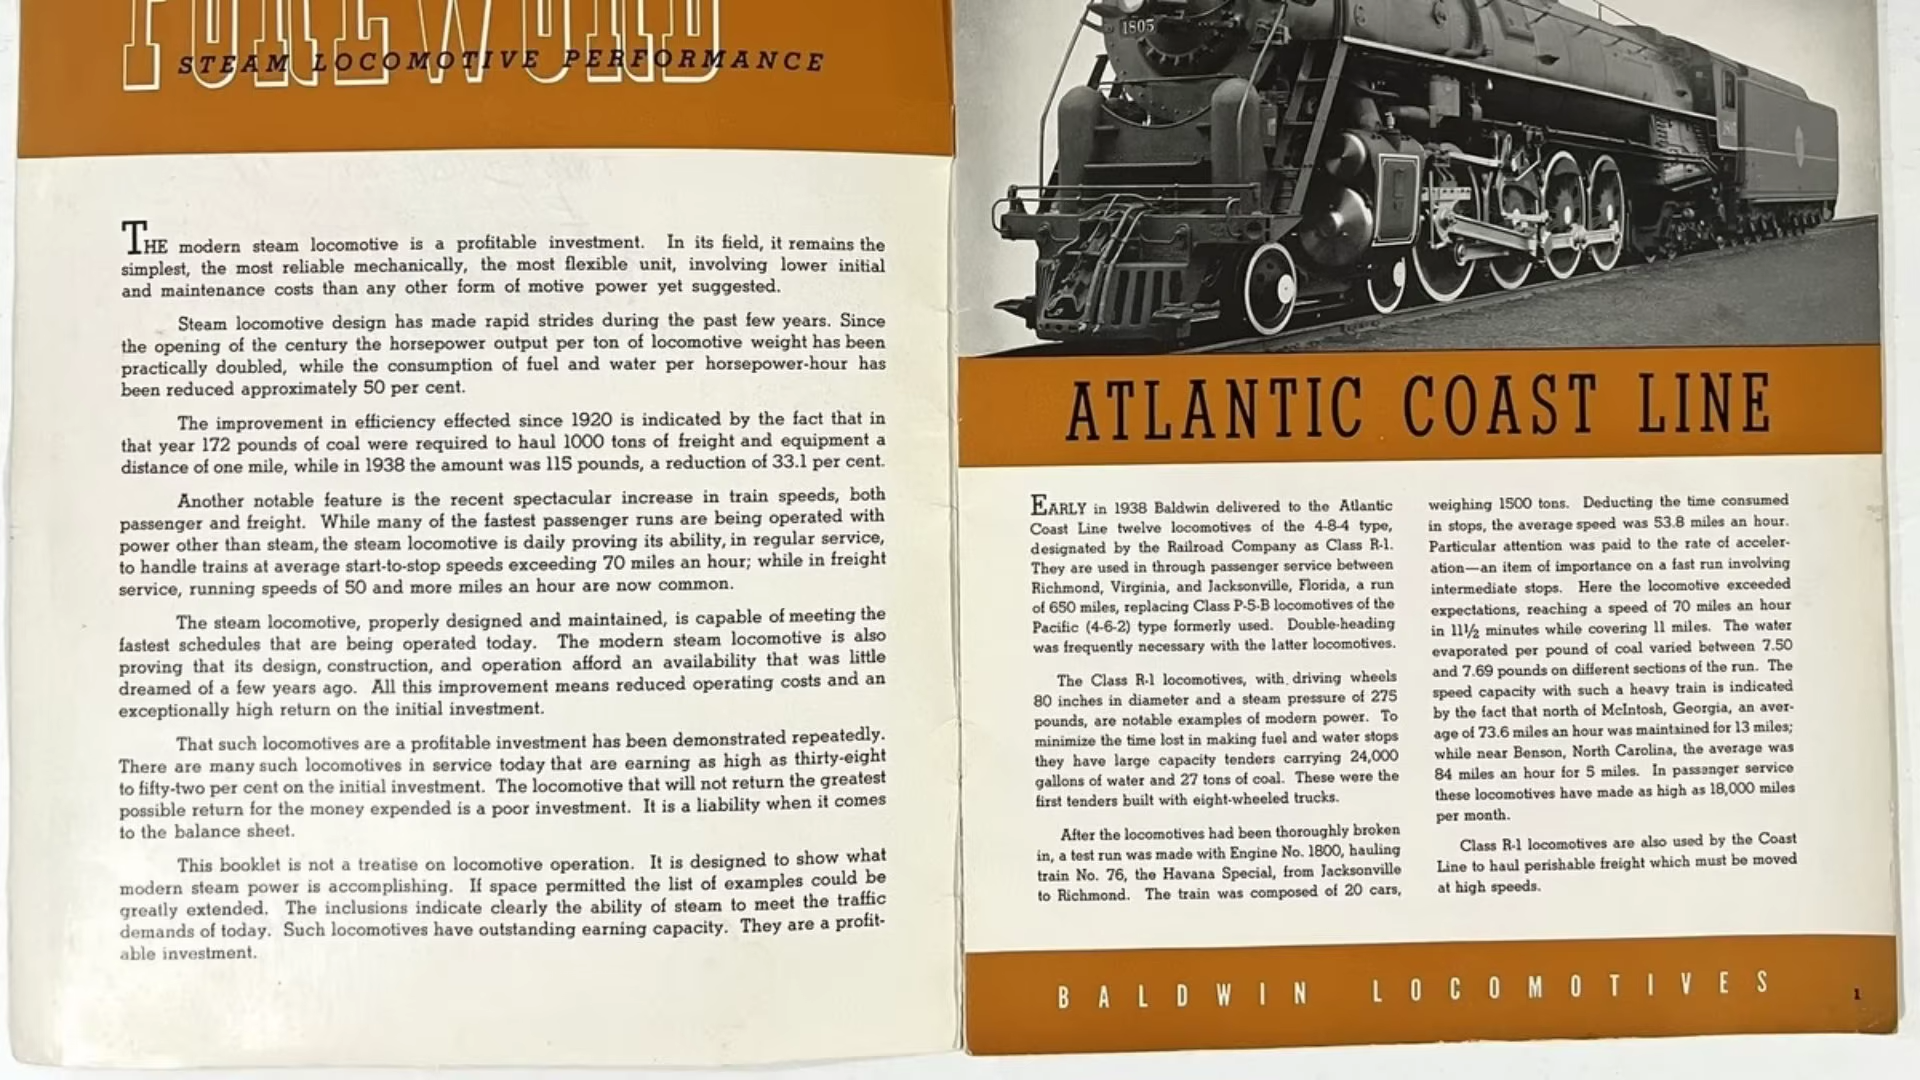 FOREWORD
STEAM LOCOMOTIVE PERFORMANCE
THE modern steam locomotive is a profitable investment. In its field, it remains the
simplest, the most reliable mechanically, the most flexible unit, involving lower initial
and maintenance costs than any other form of motive power yet suggested.
Steam locomotive design has made rapid strides during the past few years. Since
the opening of the century the horsepower output per ton of locomotive weight has been
practically doubled, while the consumption of fuel and water per horsepower-hour has
been reduced approximately 50 per cent.
The improvement in efficiency effected since 1920 is indicated by the fact that in
that year 172 pounds of coal were required to haul 1000 tons of freight and equipment a
distance of one mile, while in 1938 the amount was 115 pounds, a reduction of 33.1 per cent.
Another notable feature is the recent spectacular increase in train speeds, both
passenger and freight. While many of the fastest passenger runs are being operated with
power other than steam, the steam locomotive is daily proving its ability, in regular service,
to handle trains at average start-to-stop speeds exceeding 70 miles an hour; while in freight
service, running speeds of 50 and more miles an hour are now common.
The steam locomotive, properly designed and maintained, is capable of meeting the
fastest schedules that are being operated today. The modern steam locomotive is also
proving that its design, construction, and operation afford an availability that was little
dreamed of a few years ago. All this improvement means reduced operating costs and an
exceptionally high return on the initial investment.
That such locomotives are a profitable investment has been demonstrated repeatedly.
There are many such locomotives in service today that are earning as high as thirty-eight
to fifty-two per cent on the initial investment. The locomotive that will not return the greatest
possible return for the money expended is a poor investment. It is a liability when it comes
to the balance sheet.
This booklet is not a treatise on locomotive operation. It is designed to show what
modern steam power is accomplishing. If space permitted the list of examples could be
greatly extended. The inclusions indicate clearly the ability of steam to meet the traffic
demands of today. Such locomotives have outstanding earning capacity. They are a profit-
able investment.
1805
ATLANTIC COAST LINE
EARLY in 1938 Baldwin delivered to the Atlantic
Coast Line twelve locomotives of the 4-8-4 type,
designated by the Railroad Company as Class R-1.
They are used in through passenger service between
Richmond, Virginia, and Jacksonville, Florida, a run
of 650 miles, replacing Class P-5-B locomotives of the
Pacific (4-6-2) type formerly used. Double-heading
was frequently necessary with the latter locomotives.
The Class R-1 locomotives, with driving wheels
80 inches in diameter and a steam pressure of 275
pounds, are notable examples of modern power. To
minimize the time lost in making fuel and water stops
they have large capacity tenders carrying 24,000
gallons of water and 27 tons of coal. These were the
first tenders built with eight-wheeled trucks.
After the locomotives had been thoroughly broken
in, a test run was made with Engine No. 1800, hauling
train No. 76, the Havana Special, from Jacksonville
to Richmond. The train was composed of 20 cars,
weighing 1500 tons. Deducting the time consumed
in stops, the average speed was 53.8 miles an hour.
Particular attention was paid to the rate of acceler-
ation—an item of importance on a fast run involving
intermediate stops. Here the locomotive exceeded
expectations, reaching a speed of 70 miles an hour
in 11½ minutes while covering 11 miles. The water
evaporated per pound of coal varied between 7.50
and 7.69 pounds on different sections of the run. The
speed capacity with such a heavy train is indicated
by the fact that north of McIntosh, Georgia, an aver-
age of 73.6 miles an hour was maintained for 13 miles;
while near Benson, North Carolina, the average was
84 miles an hour for 5 miles. In passenger service
these locomotives have made as high as 18,000 miles
per month.
Class R-1 locomotives are also used by the Coast
Line to haul perishable freight which must be moved
at high speeds.
BALDWIN LOCOMOTIVES
1